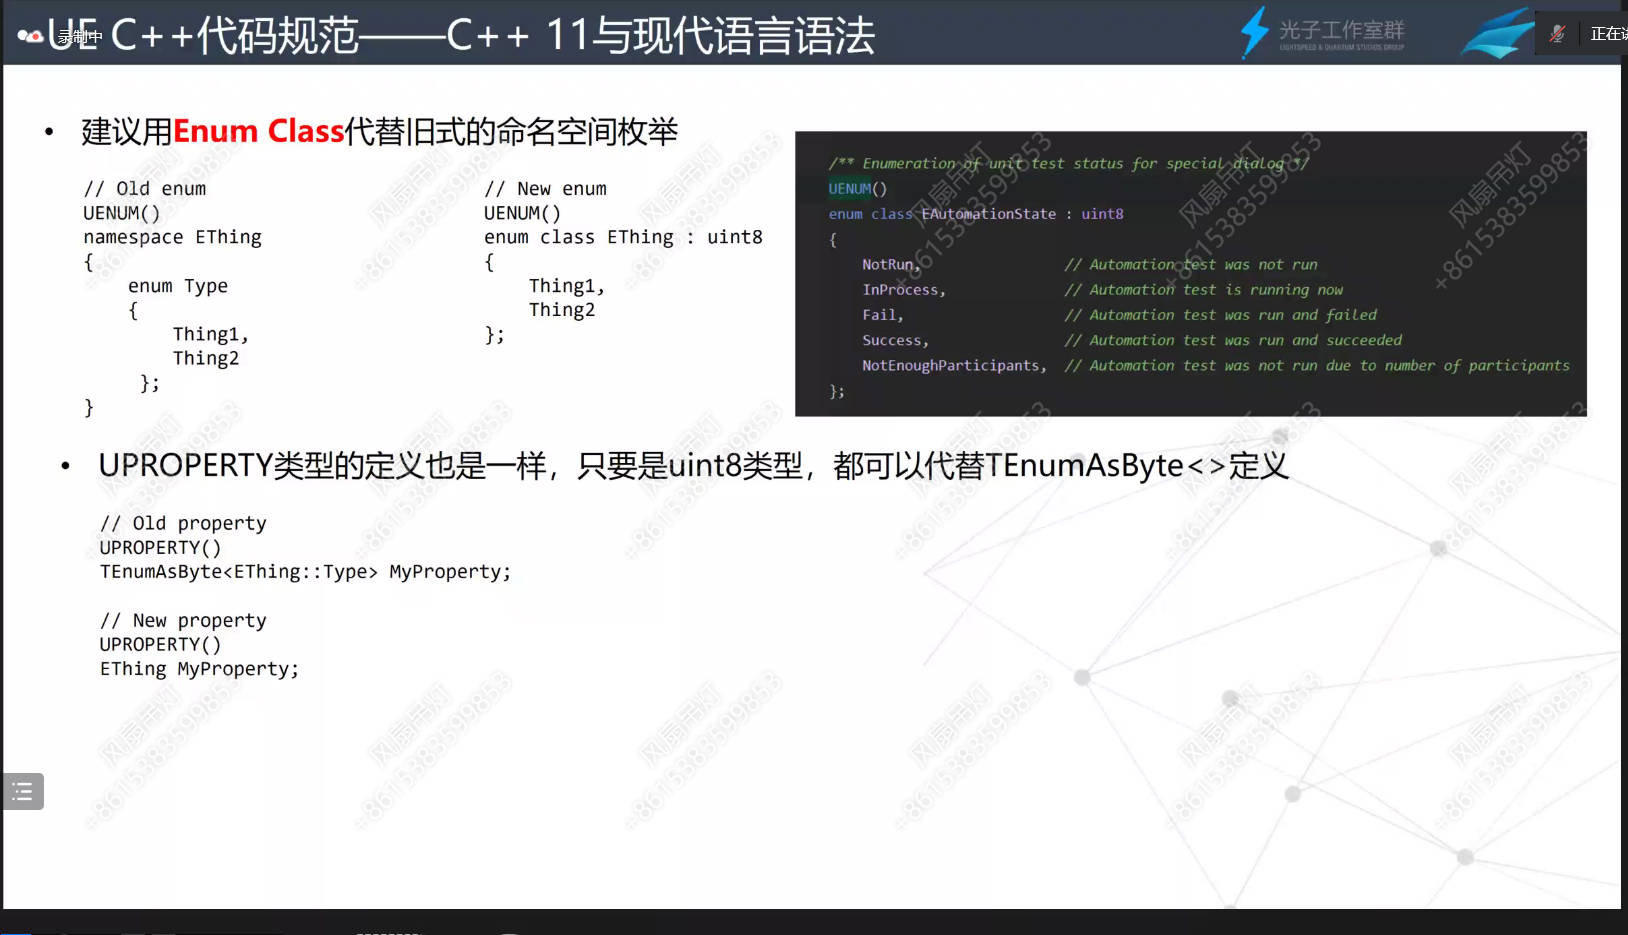 UE C++代码规范——C++ 11与现代语言语法
录制中
光子工作室群
LIGHTSPEED & QUANTUM STUDIOS GROUP
正在讲
• 建议用Enum Class代替旧式的命名空间枚举
// Old enum
UENUM()
namespace EThing
{
enum Type
{
Thing1,
Thing2
};
}
// New enum
UENUM()
enum class EThing : uint8
{
Thing1,
Thing2
};
/** Enumeration of unit test status for special dialog */
UENUM()
enum class EAutomationState : uint8
{
NotRun, // Automation test was not run
InProcess, // Automation test is running now
Fail, // Automation test was run and failed
Success, // Automation test was run and succeeded
NotEnoughParticipants, // Automation test was not run due to number of participants
};
• UPROPERTY类型的定义也是一样，只要是uint8类型，都可以代替TEnumAsByte<>定义
// Old property
UPROPERTY()
TEnumAsByte<EThing::Type> MyProperty;
// New property
UPROPERTY()
EThing MyProperty;
风扇吊灯
+8615383599853